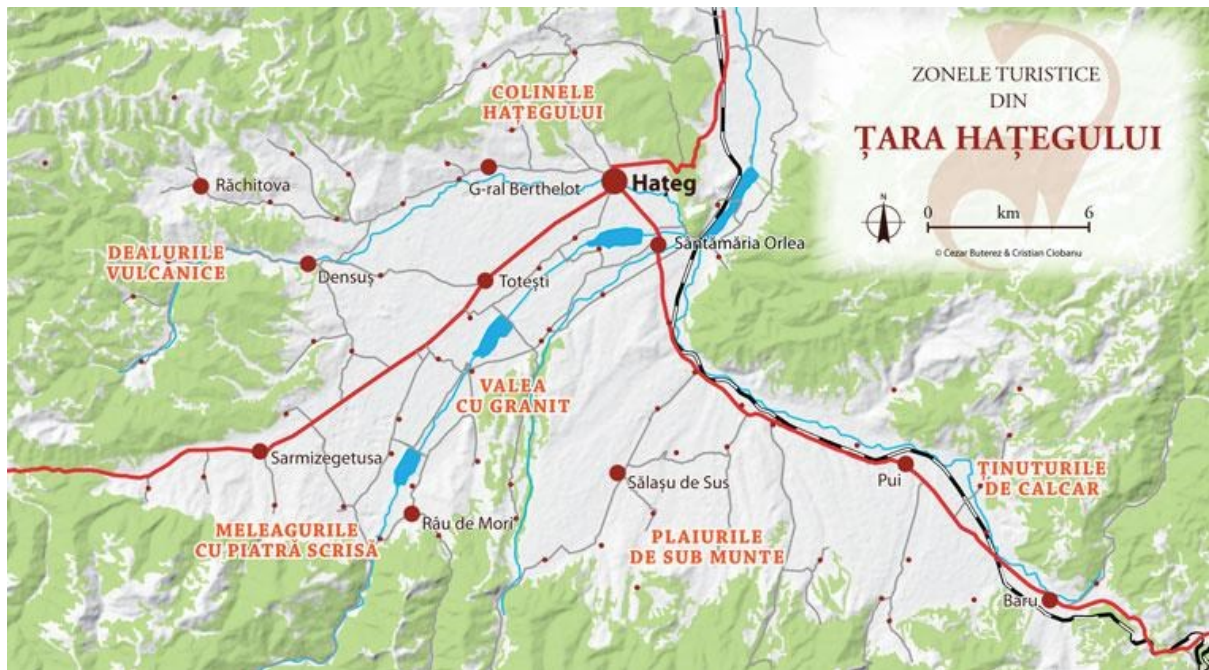 ZONELE TURISTICE
DIN
ȚARA HAȚEGULUI
N
0 km 6
© Cezar Buterez & Cristian Ciobanu
COLINELE
HAȚEGULUI
Răchitova
G-ral Berthelot
Hațeg
Sântămăria Orlea
DEALURILE
VULCANICE
Densuș
Totești
VALEA
CU GRANIT
Sarmizegetusa
Sălașu de Sus
Pui
ȚINUTURILE
DE CALCAR
MELEAGURILE
CU PIATRĂ SCRISĂ
Râu de Mori
PLAIURILE
DE SUB MUNTE
Baru